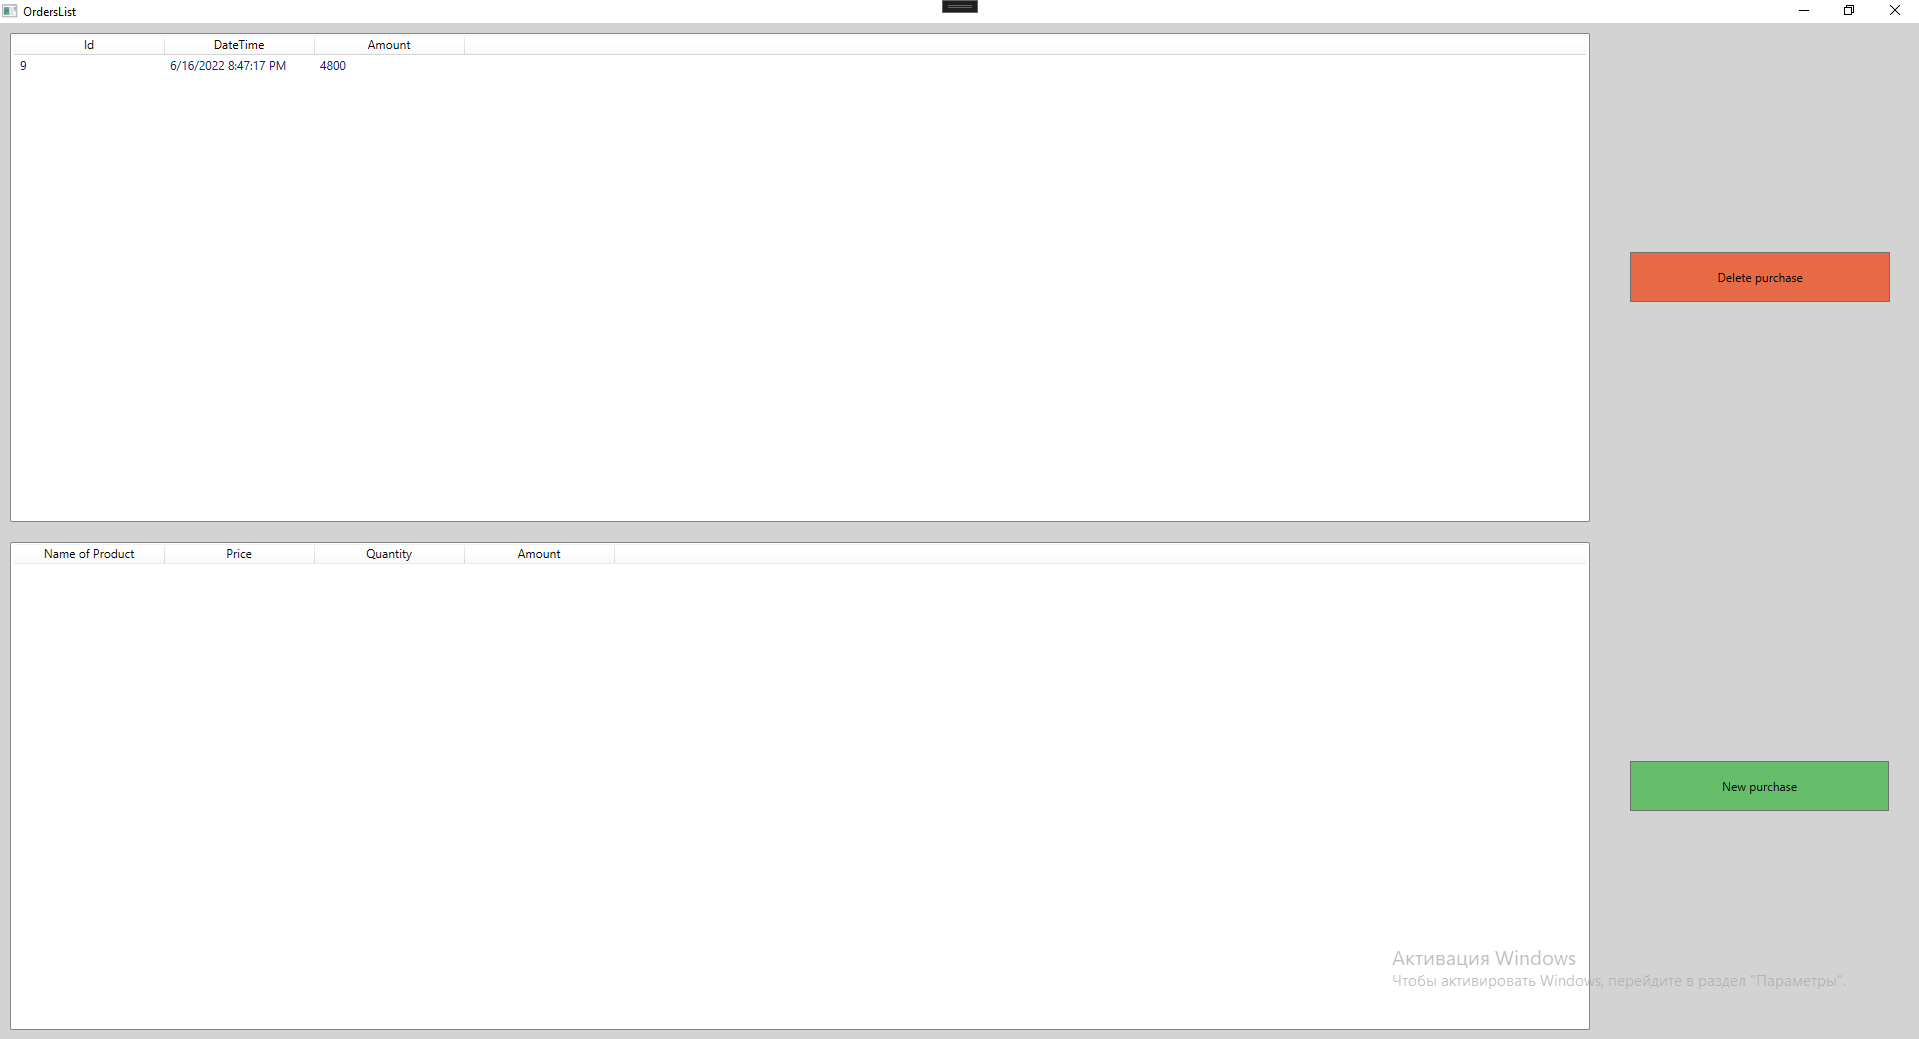 OrdersList
Id DateTime Amount
9 6/16/2022 8:47:17 PM 4800
Delete purchase
Name of Product Price Quantity Amount
New purchase
Активация Windows
Чтобы активировать Windows, перейдите в раздел "Параметры".